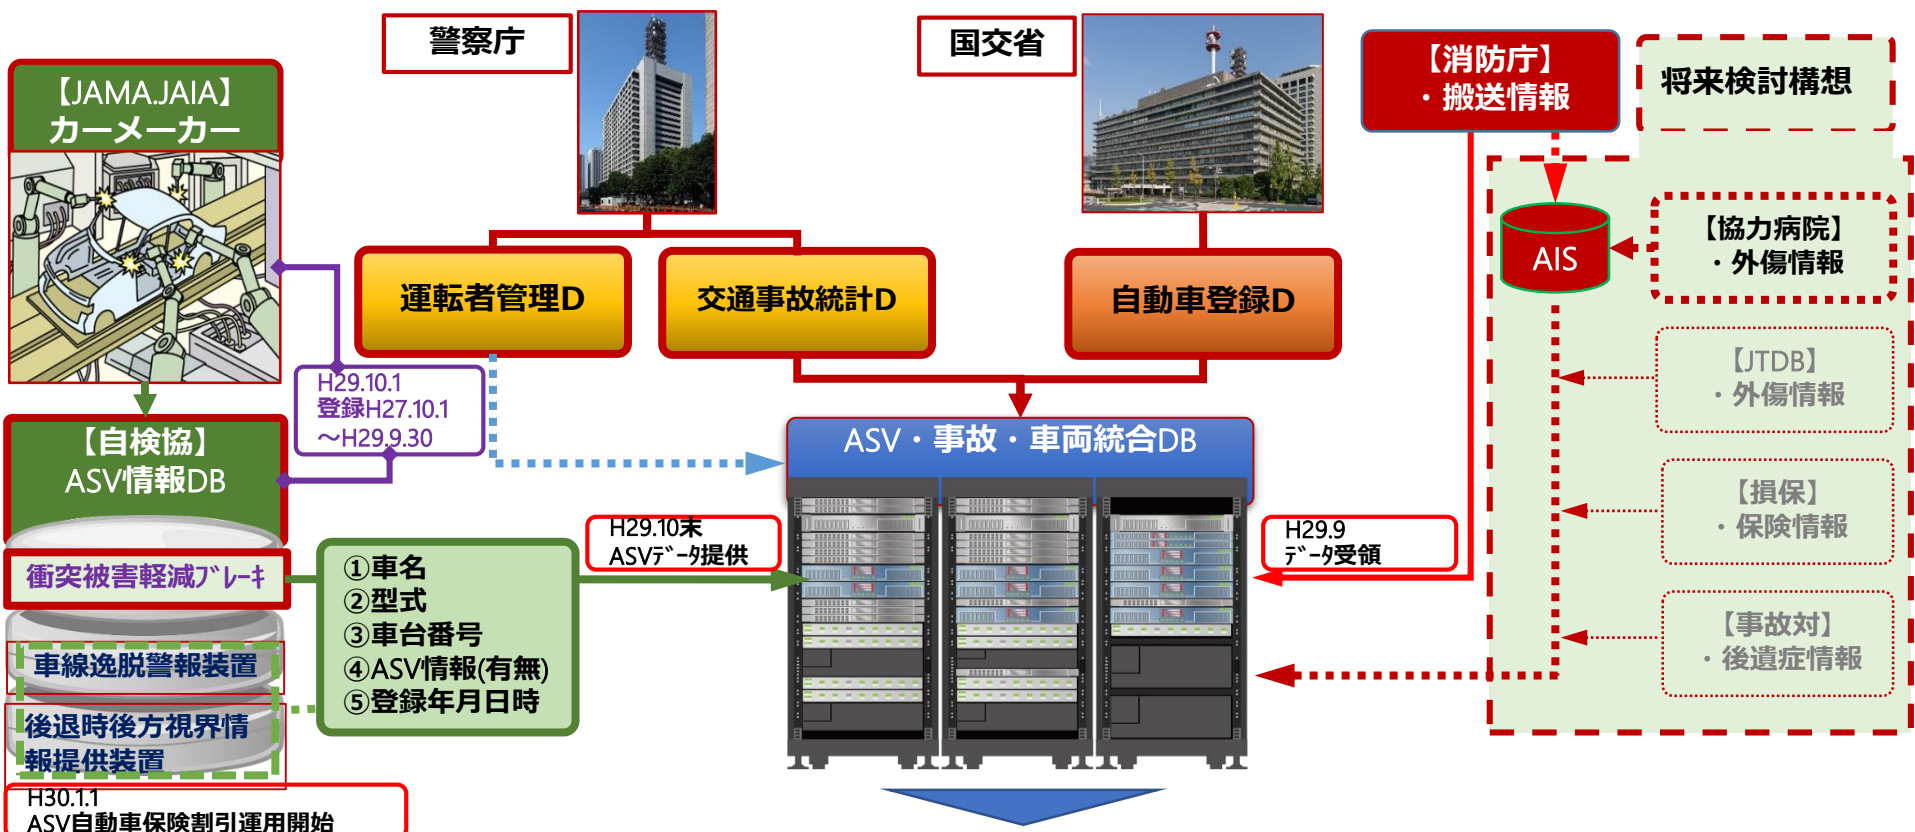 警察庁
国交省
【消防庁】
・搬送情報
将来検討構想
【JAMA.JAIA】
カーメーカー
運転者管理D
交通事故統計D
自動車登録D
AIS
【協力病院】
・外傷情報
【JTDB】
・外傷情報
H29.10.1
登録H27.10.1
～H29.9.30
【自検協】
ASV情報DB
ASV・事故・車両統合DB
【損保】
・保険情報
H29.10末
ASVﾃﾞｰﾀ提供
H29.9
ﾃﾞｰﾀ受領
衝突被害軽減ﾌﾞﾚｰｷ
①車名
②型式
③車台番号
④ASV情報(有無)
⑤登録年月日時
車線逸脱警報装置
後退時後方視界情
報提供装置
【事故対】
・後遺症情報
H30.1.1
ASV自動車保険割引運用開始